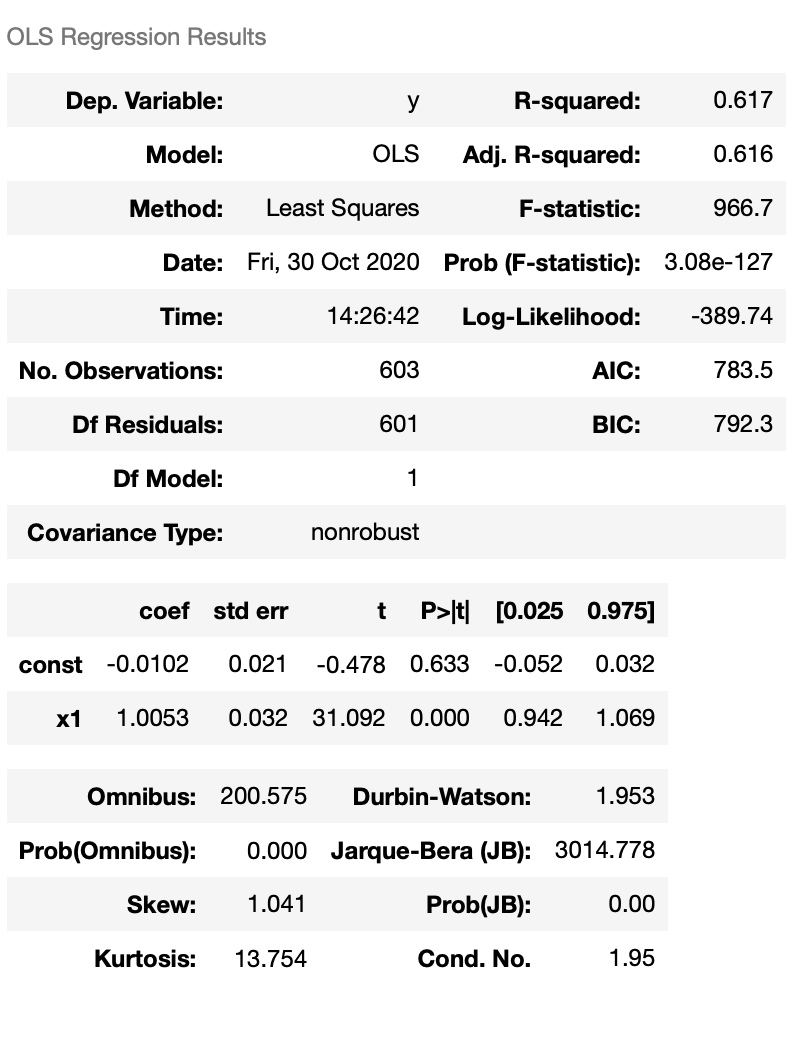 OLS Regression Results
Dep. Variable: y R-squared: 0.617
Model: OLS Adj. R-squared: 0.616
Method: Least Squares F-statistic: 966.7
Date: Fri, 30 Oct 2020 Prob (F-statistic): 3.08e-127
Time: 14:26:42 Log-Likelihood: -389.74
No. Observations: 603 AIC: 783.5
Df Residuals: 601 BIC: 792.3
Df Model: 1
Covariance Type: nonrobust
coef std err t P>|t| [0.025 0.975]
const -0.0102 0.021 -0.478 0.633 -0.052 0.032
x1 1.0053 0.032 31.092 0.000 0.942 1.069
Omnibus: 200.575 Durbin-Watson: 1.953
Prob(Omnibus): 0.000 Jarque-Bera (JB): 3014.778
Skew: 1.041 Prob(JB): 0.00
Kurtosis: 13.754 Cond. No. 1.95